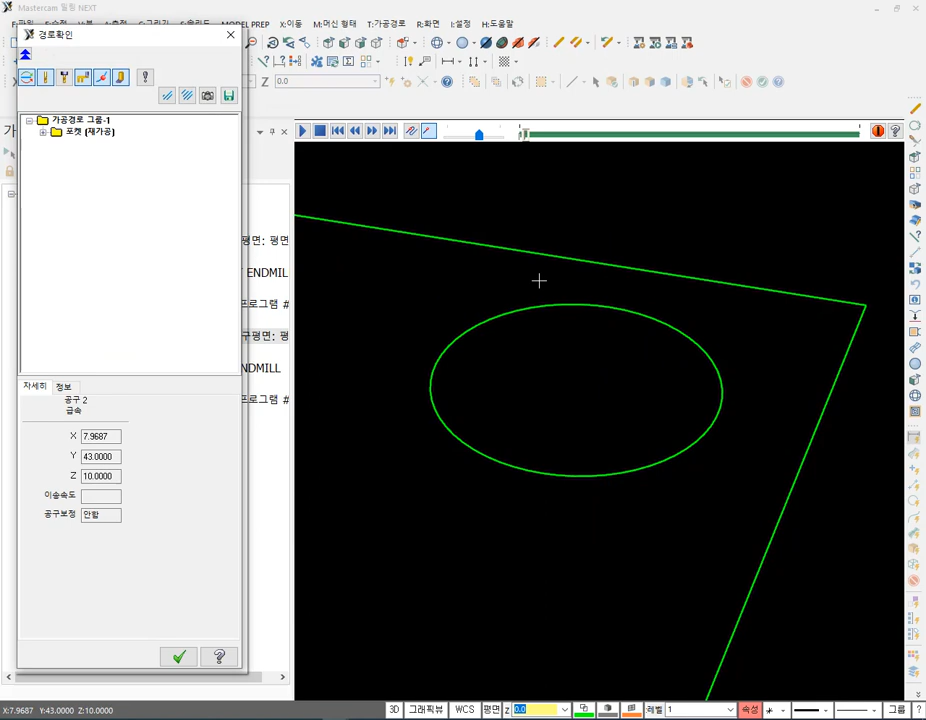 Mastercam 밀링 NEXT
MODEL PREP X:이동 M:머신 형태 T:가공경로 R:화면 I:설정 H:도움말
경로확인
Z 0.0
가공경로 그룹-1
포켓 (재가공)
평면: 평면
ENDMIL
프로그램 #
구평면: 평
ENDMILL
프로그램 #
자세히 정보
공구 2
급속
X 7.9687
Y 43.0000
Z 10.0000
이송속도
공구보정 안함
X:7.9687 Y:43.0000 Z:10.0000 3D 그래픽뷰 WCS 평면 Z 0.0 레벨 1 속성 그룹 ?